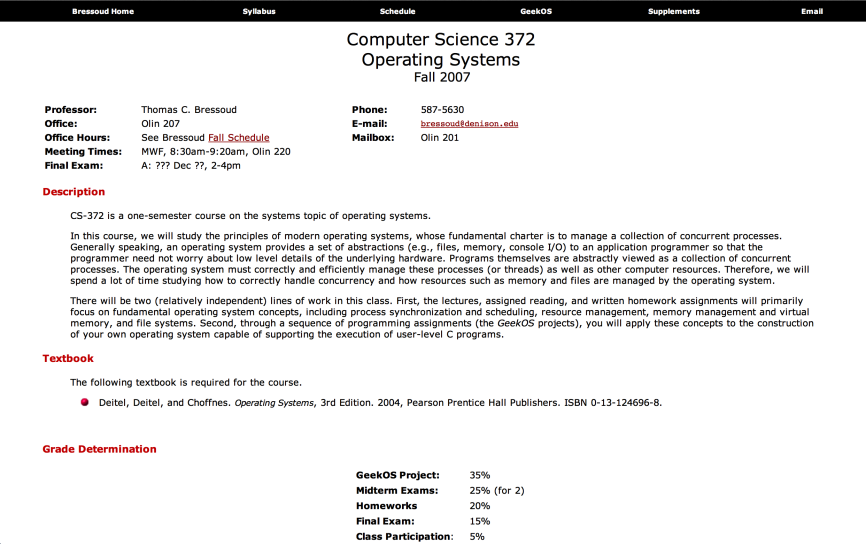 Bressoud Home Syllabus Schedule GeekOS Supplements Email
Computer Science 372
Operating Systems
Fall 2007
Professor: Thomas C. Bressoud Phone: 587-5630
Office: Olin 207 E-mail: bressoud@denison.edu
Office Hours: See Bressoud Fall Schedule Mailbox: Olin 201
Meeting Times: MWF, 8:30am-9:20am, Olin 220
Final Exam: A: ??? Dec ??, 2-4pm
Description
CS-372 is a one-semester course on the systems topic of operating systems.
In this course, we will study the principles of modern operating systems, whose fundamental charter is to manage a collection of concurrent processes.
Generally speaking, an operating system provides a set of abstractions (e.g., files, memory, console I/O) to an application programmer so that the
programmer need not worry about low level details of the underlying hardware. Programs themselves are abstractly viewed as a collection of concurrent
processes. The operating system must correctly and efficiently manage these processes (or threads) as well as other computer resources. Therefore, we will
spend a lot of time studying how to correctly handle concurrency and how resources such as memory and files are managed by the operating system.
There will be two (relatively independent) lines of work in this class. First, the lectures, assigned reading, and written homework assignments will primarily
focus on fundamental operating system concepts, including process synchronization and scheduling, resource management, memory management and virtual
memory, and file systems. Second, through a sequence of programming assignments (the GeekOS projects), you will apply these concepts to the construction
of your own operating system capable of supporting the execution of user-level C programs.
Textbook
The following textbook is required for the course.
Deitel, Deitel, and Choffnes. Operating Systems, 3rd Edition. 2004, Pearson Prentice Hall Publishers. ISBN 0-13-124696-8.
Grade Determination
GeekOS Project: 35%
Midterm Exams: 25% (for 2)
Homeworks 20%
Final Exam: 15%
Class Participation: 5%